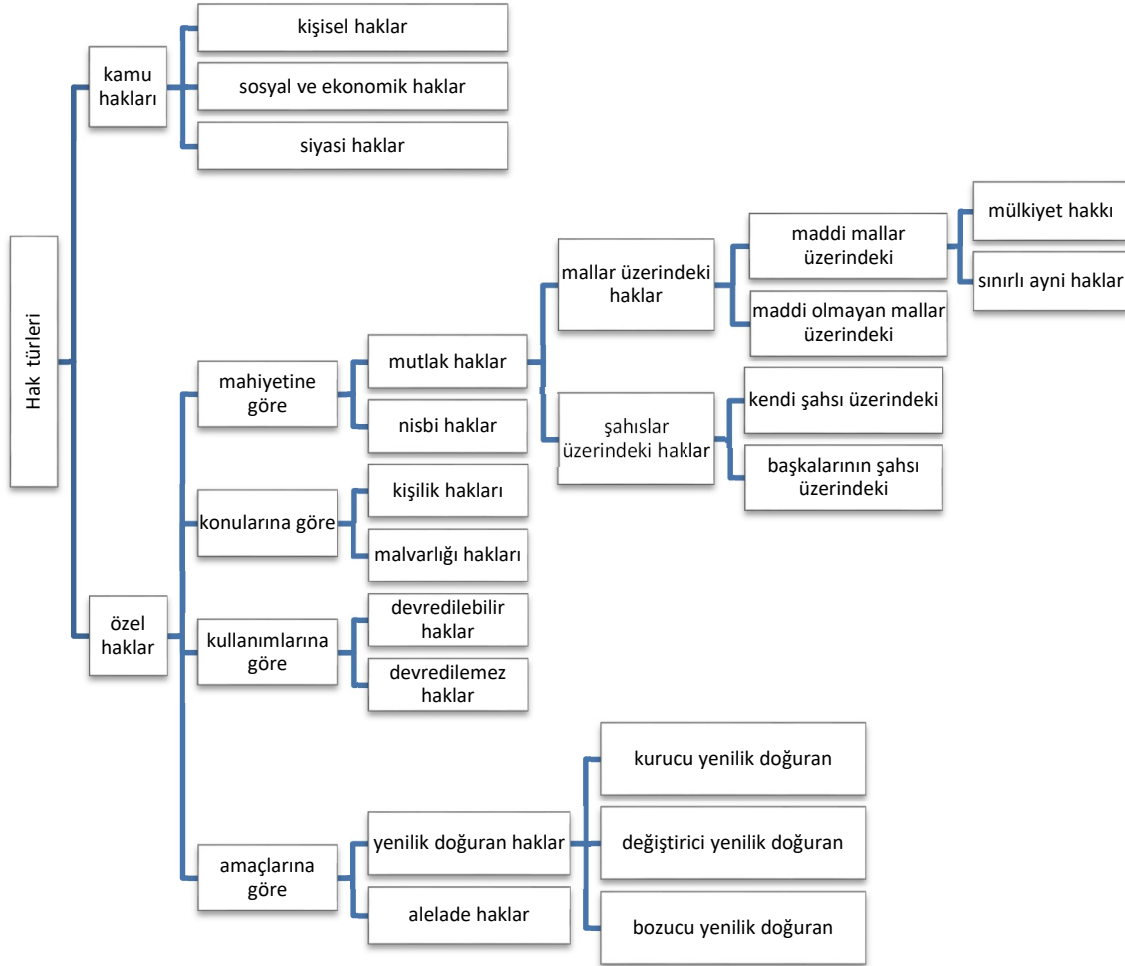 Hak türleri
kamu
hakları
kişisel haklar
sosyal ve ekonomik haklar
siyasi haklar
özel
haklar
mahiyetine
göre
mutlak haklar
mallar üzerindeki
haklar
maddi mallar
üzerindeki
mülkiyet hakkı
sınırlı ayni haklar
maddi olmayan mallar
üzerindeki
şahıslar
üzerindeki haklar
kendi şahsı üzerindeki
başkalarının şahsı
üzerindeki
nisbi haklar
konularına göre
kişilik hakları
malvarlığı hakları
kullanımlarına
göre
devredilebilir
haklar
devredilemez
haklar
amaçlarına
göre
yenilik doğuran haklar
kurucu yenilik doğuran
değiştirici yenilik doğuran
bozucu yenilik doğuran
alelade haklar